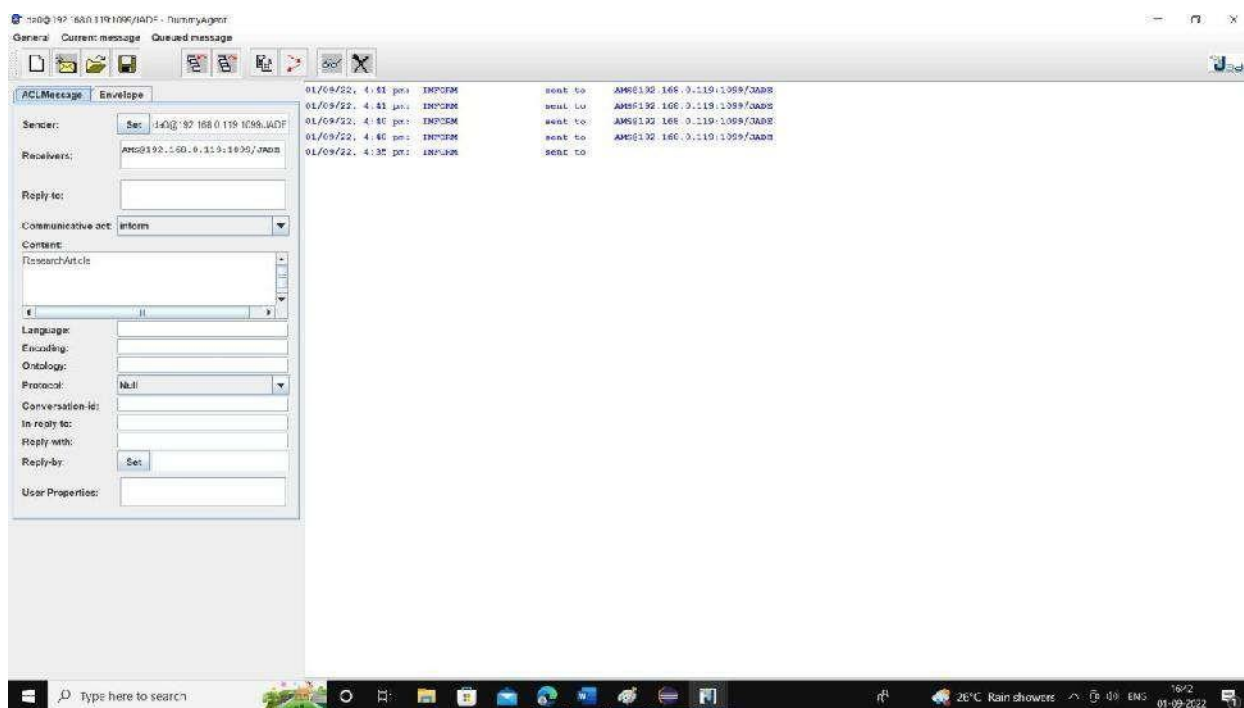 da0@192.168.0.119:1099/JADE - DummyAgent
General Current message Queued message
ACLMessage Envelope
Sender: Set da0@192.168.0.119:1099/JADE
Receivers: AMS@192.168.0.119:1099/JADE
Reply-to:
Communicative act: inform
Content:
ResearchArticle
Language:
Encoding:
Ontology:
Protocol: Null
Conversation-id:
In-reply-to:
Reply-with:
Reply-by: Set
User Properties:
01/09/22, 4:41 pm: INFORM sent to AMS@192.168.0.119:1099/JADE
01/09/22, 4:41 pm: INFORM sent to AMS@192.168.0.119:1099/JADE
01/09/22, 4:40 pm: INFORM sent to AMS@192.168.0.119:1099/JADE
01/09/22, 4:40 pm: INFORM sent to AMS@192.168.0.119:1099/JADE
01/09/22, 4:35 pm: INFORM sent to
Type here to search
26°C Rain showers ENG
16:42
01-09-2022